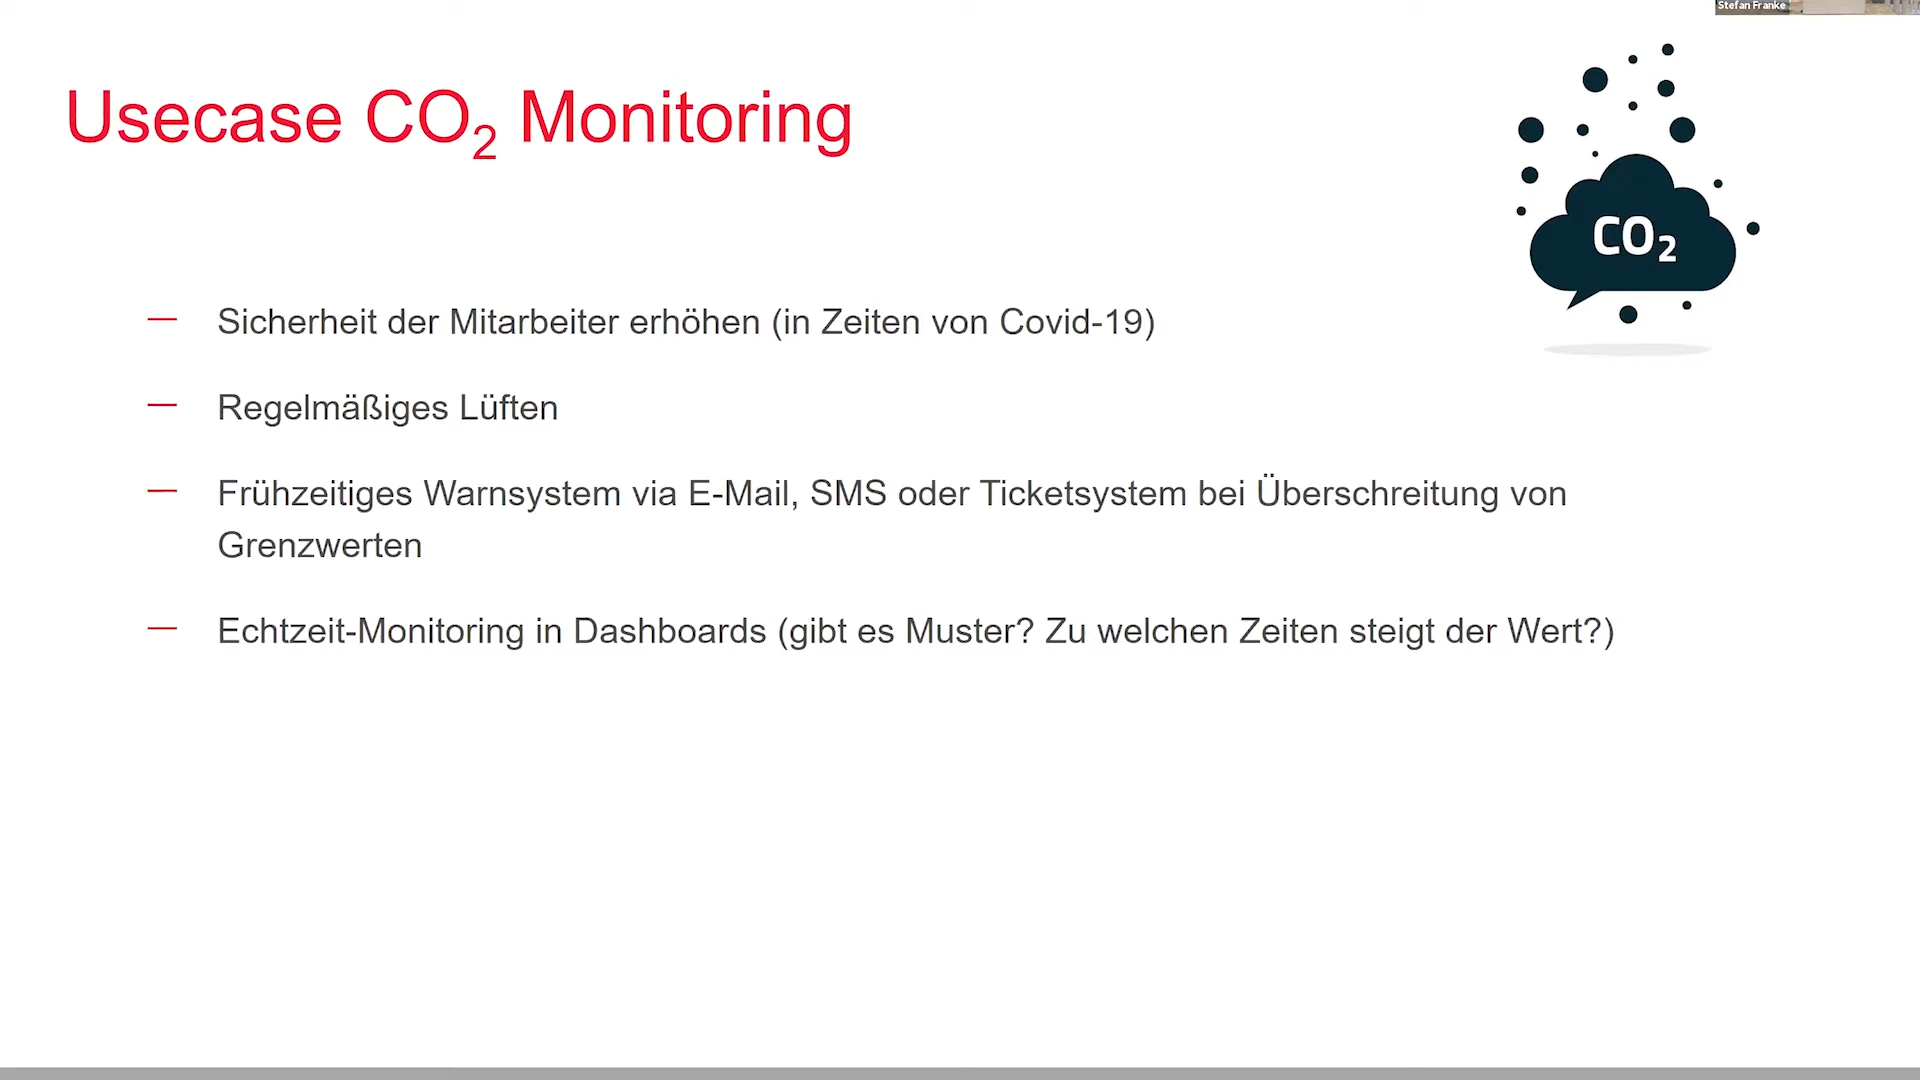 Stefan Franke
Usecase CO₂ Monitoring
CO₂
— Sicherheit der Mitarbeiter erhöhen (in Zeiten von Covid-19)
— Regelmäßiges Lüften
— Frühzeitiges Warnsystem via E-Mail, SMS oder Ticketsystem bei Überschreitung von
Grenzwerten
— Echtzeit-Monitoring in Dashboards (gibt es Muster? Zu welchen Zeiten steigt der Wert?)